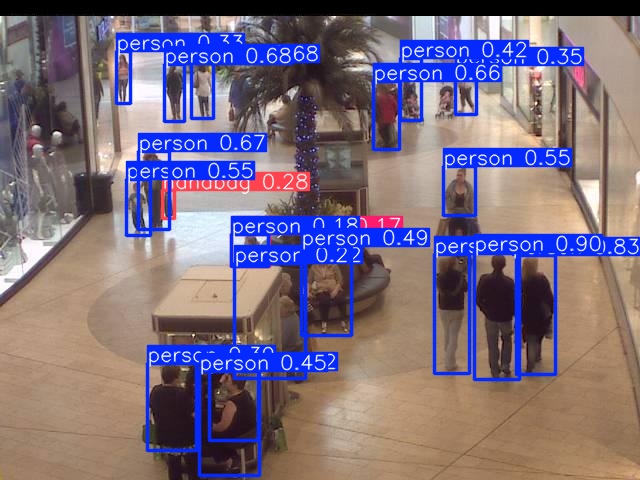 person 0.33
person 0.68
68
person 0.42
person 0.35
person 0.66
person 0.67
person 0.55
person 0.55
handbag 0.28
person 0.18
0.17
person 0.49
person 0.22
pers
person 0.90
0.83
person 0.30
person 0.45
2